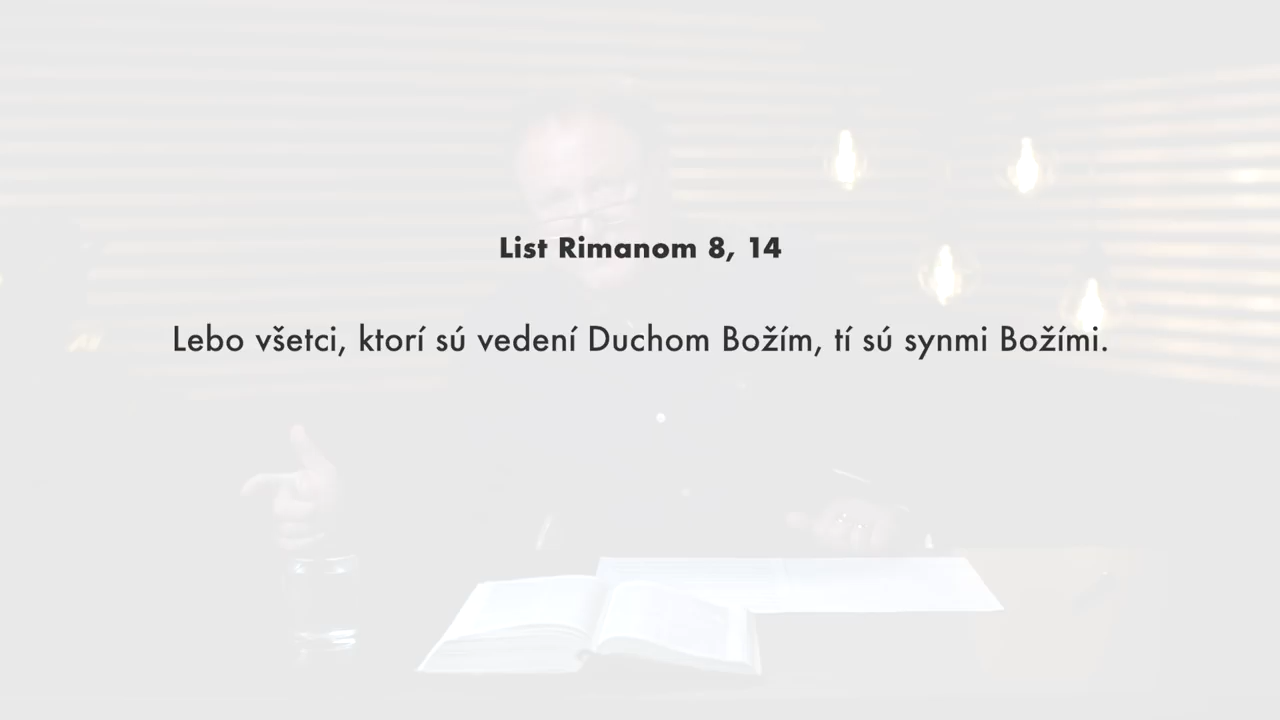 List Rimanom 8, 14
Lebo všetci, ktorí sú vedení Duchom Božím, tí sú synmi Božími.